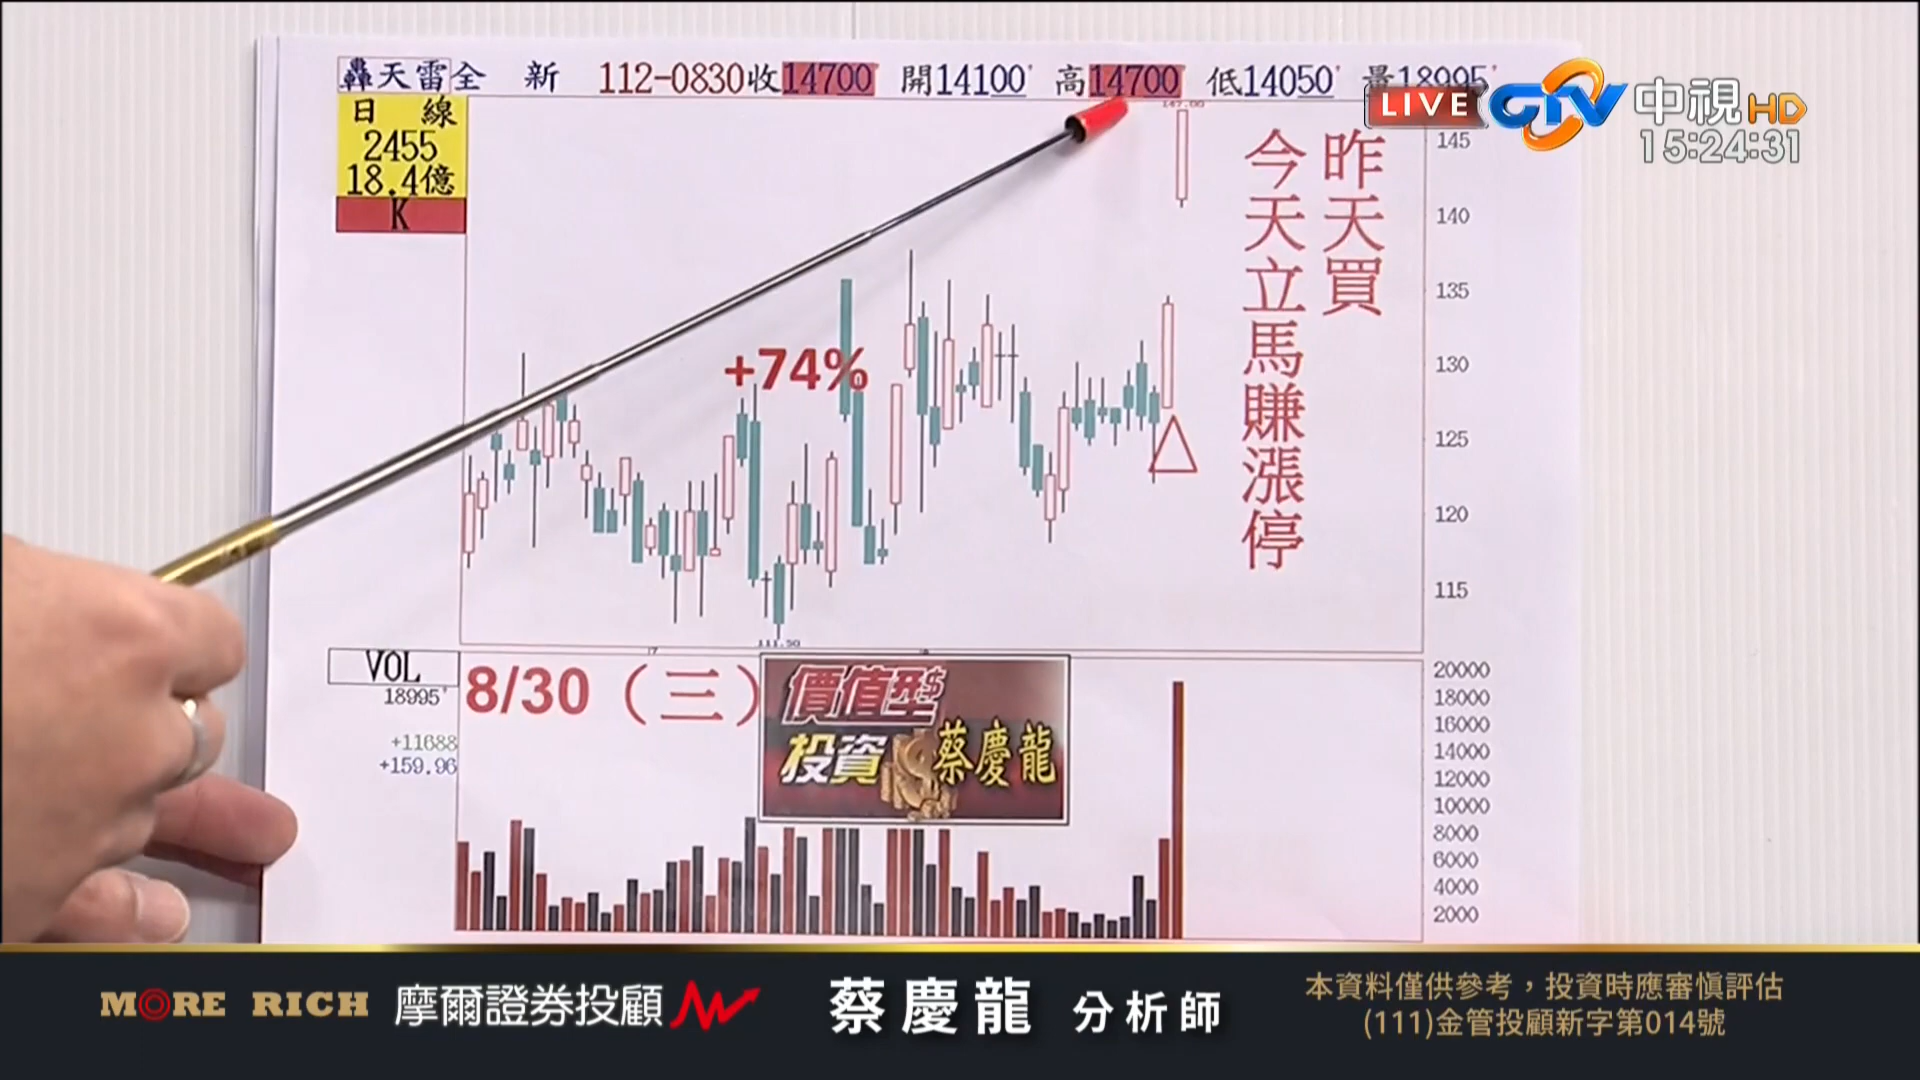 轟天雷全 新 112-0830收14700' 開14100' 高14700' 低14050' 量18995'
LIVE CTV 中視HD
15:24:31
日 線
2455
18.4億
K
147.00
145
140
135
130
125
120
115
昨天買
今天立馬賺漲停
+74%
111.50
7
8
VOL
18995'
+11688
+159.96
8/30（三）
價值型$
投資 蔡慶龍
20000
18000
16000
14000
12000
10000
8000
6000
4000
2000
MORE RICH 摩爾證券投顧 蔡慶龍 分析師
本資料僅供參考，投資時應審慎評估
(111)金管投顧新字第014號